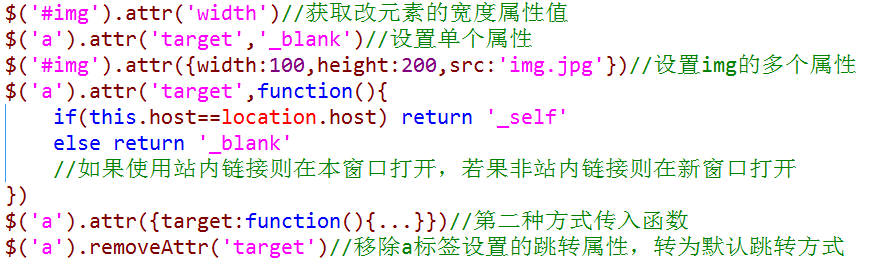 $('#img').attr('width')//获取改元素的宽度属性值
$('a').attr('target','_blank')//设置单个属性
$('#img').attr({width:100,height:200,src:'img.jpg'})//设置img的多个属性
$('a').attr('target',function(){
    if(this.host==location.host) return '_self'
    else return '_blank'
    //如果使用站内链接则在本窗口打开，若果非站内链接则在新窗口打开
})
$('a').attr({target:function(){...}})//第二种方式传入函数
$('a').removeAttr('target')//移除a标签设置的跳转属性，转为默认跳转方式